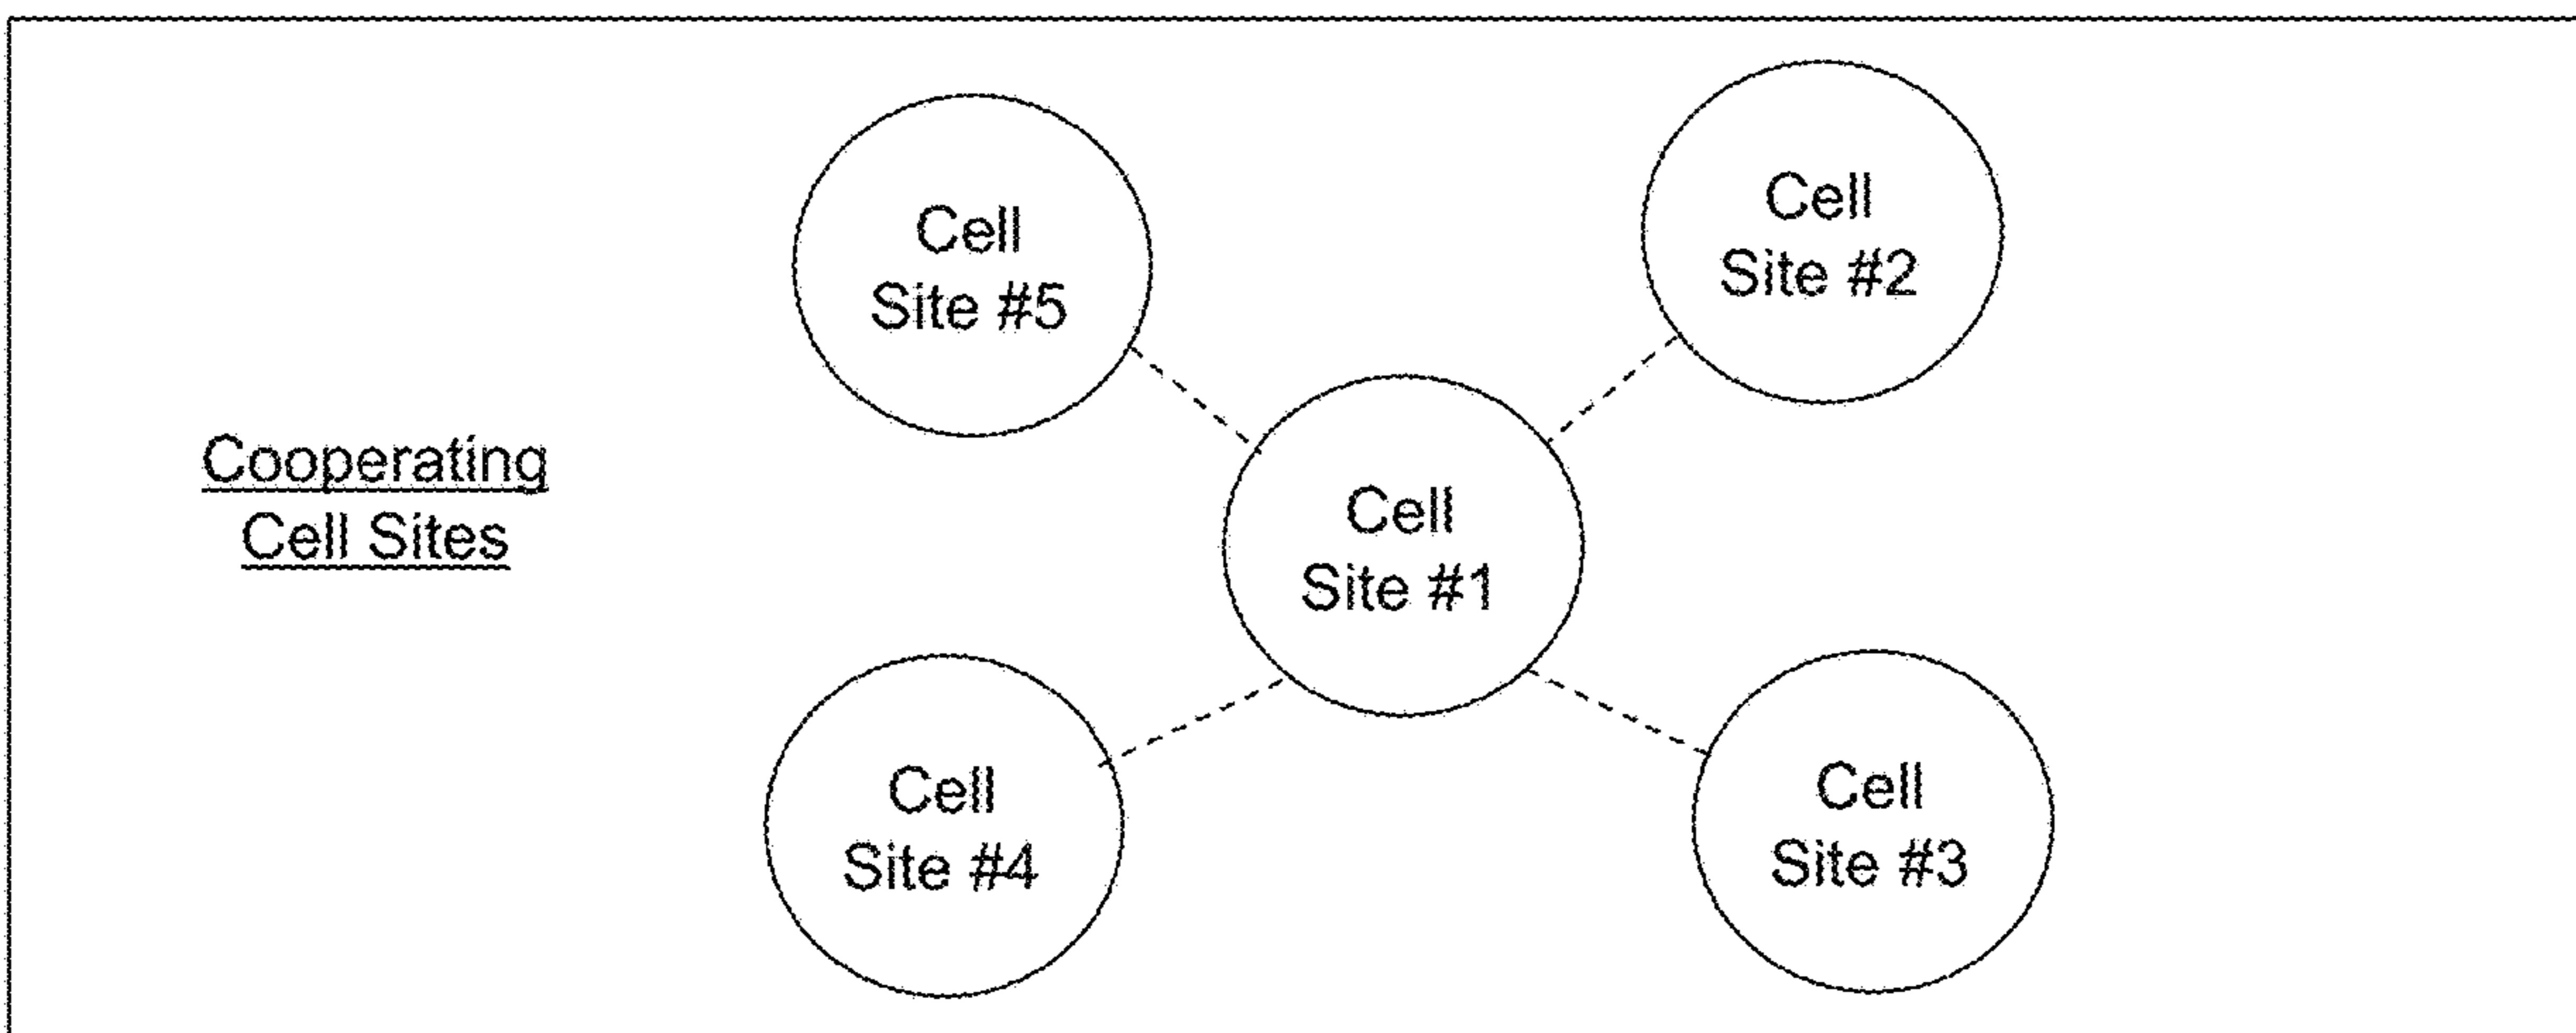 Cooperating
Cell Sites
Cell
Site #5
Cell
Site #2
Cell
Site #1
Cell
Site #4
Cell
Site #3